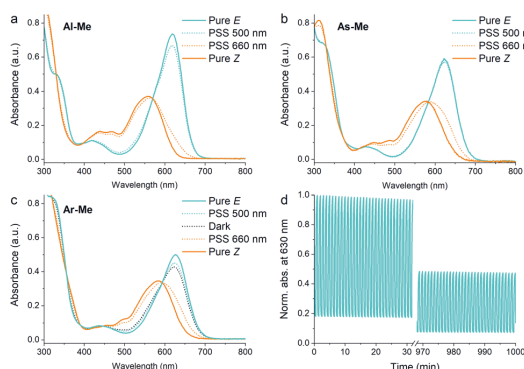 a Al-Me
Pure E
PSS 500 nm
PSS 660 nm
Pure Z
Absorbance (a.u.)
0.8
0.6
0.4
0.2
0.0
300 400 500 600 700 800
Wavelength (nm)
b As-Me
Pure E
PSS 500 nm
PSS 660 nm
Pure Z
Absorbance (a.u.)
0.8
0.6
0.4
0.2
0.0
300 400 500 600 700 800
Wavelength (nm)
c Ar-Me
Pure E
PSS 500 nm
Dark
PSS 660 nm
Pure Z
Absorbance (a.u.)
0.8
0.6
0.4
0.2
0.0
300 400 500 600 700 800
Wavelength (nm)
d
Norm. abs. at 630 nm
1.0
0.8
0.6
0.4
0.2
0.0
0 10 20 30 970 980 990 1000
Time (min)